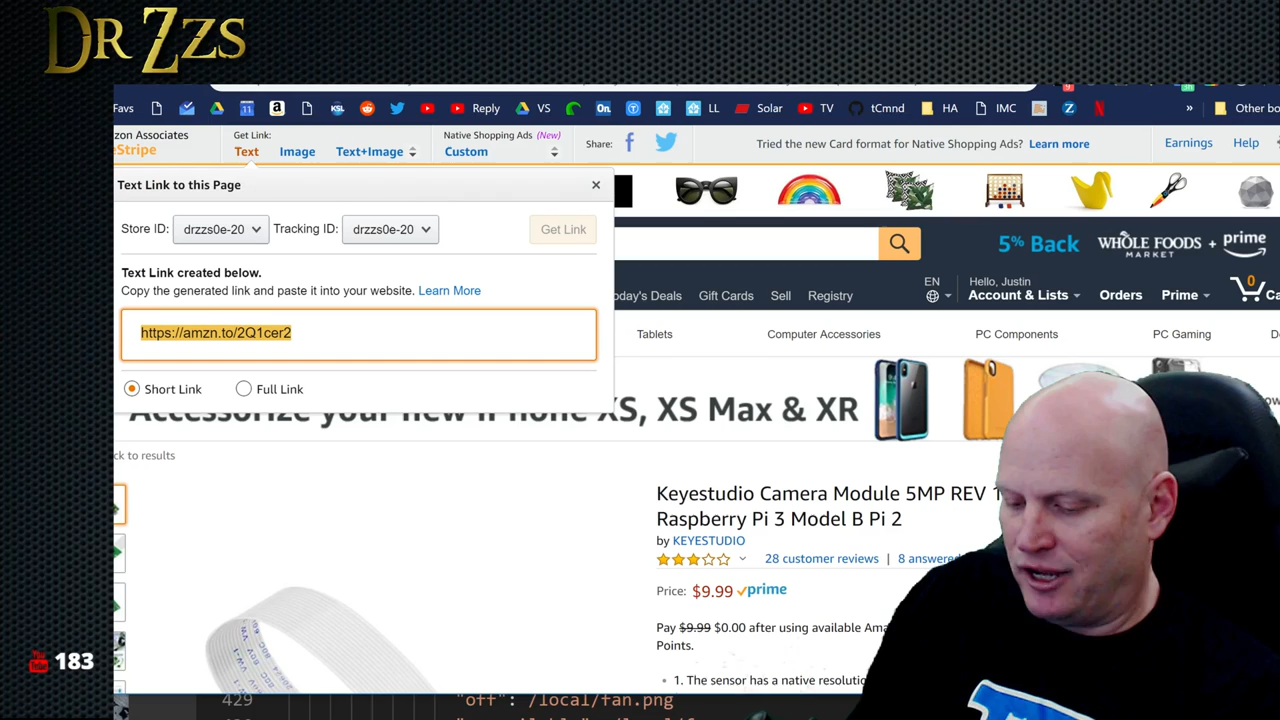 DR ZZS
Favs
Reply
VS
LL
Solar
TV
tCmnd
HA
IMC
Other bo
zon Associates
eStripe
Get Link:
Text Image Text+Image
Native Shopping Ads (New)
Custom
Share:
Tried the new Card format for Native Shopping Ads? Learn more
Earnings
Help
Text Link to this Page
Store ID: drzzs0e-20 Tracking ID: drzzs0e-20 Get Link
Text Link created below.
Copy the generated link and paste it into your website. Learn More
https://amzn.to/2Q1cer2
Short Link Full Link
5% Back WHOLE FOODS MARKET + prime
oday's Deals Gift Cards Sell Registry
EN
Hello, Justin
Account & Lists
Orders
Prime
0
Ca
Tablets Computer Accessories PC Components PC Gaming
Accessorize your new iPhone XS, XS Max & XR
ck to results
Keyestudio Camera Module 5MP REV 1
Raspberry Pi 3 Model B Pi 2
by KEYESTUDIO
28 customer reviews | 8 answere
Price: $9.99 prime
Pay $9.99 $0.00 after using available Ama
Points.
1. The sensor has a native resolutio
183
429 "off": /local/fan.png